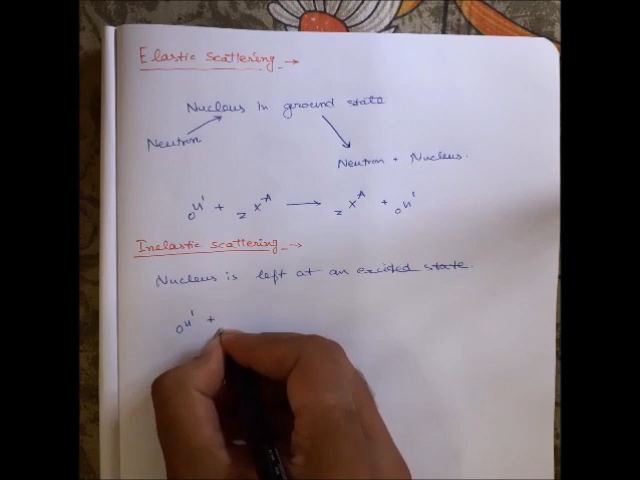 Elastic Scattering →
Nucleus in ground state
Neutron
Neutron + Nucleus.
₀n¹ + zXᴬ → zXᴬ + ₀n¹
Inelastic scattering →
Nucleus is left at an excided state.
₀n¹ +